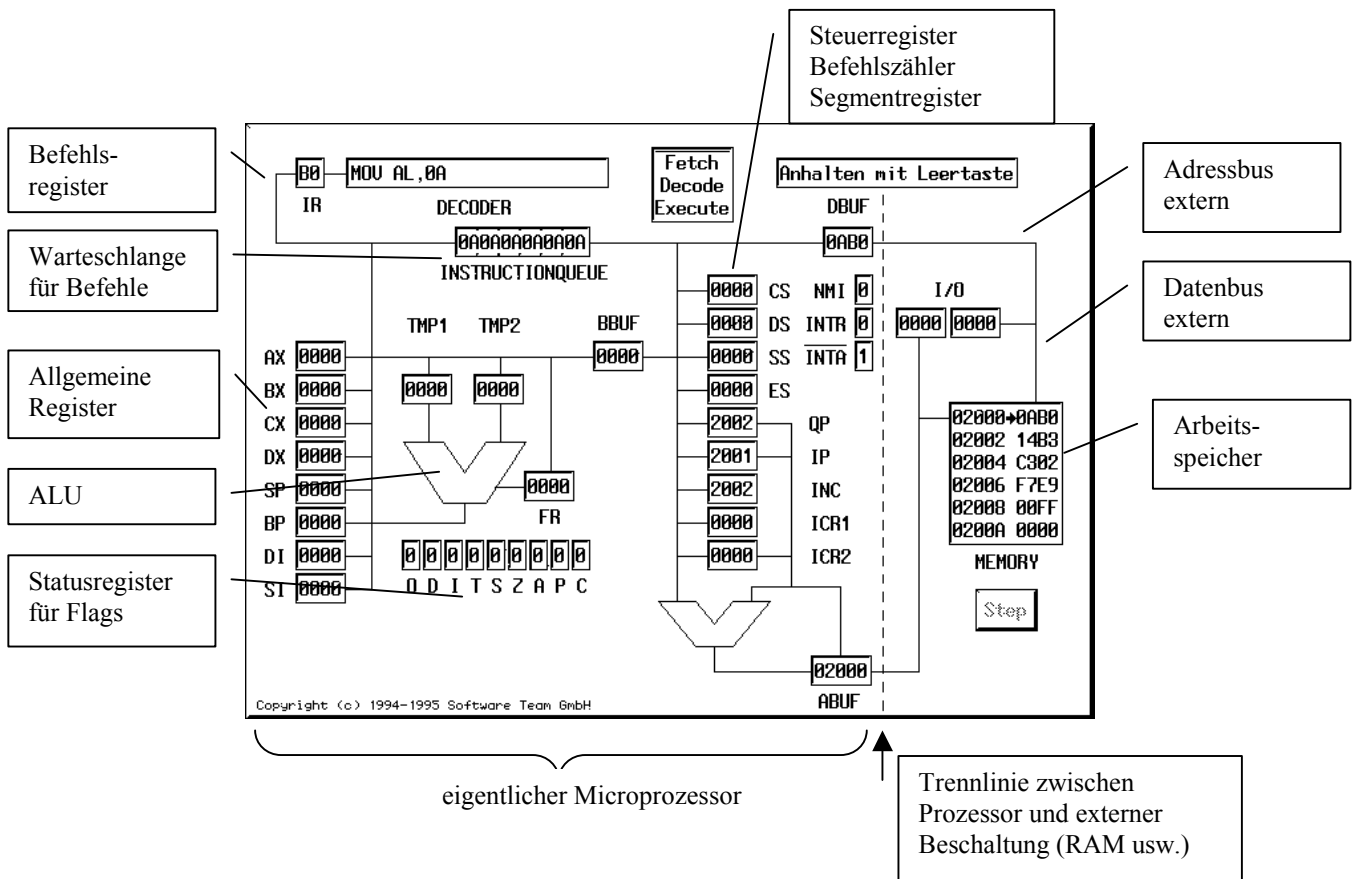 Steuerregister
Befehlszähler
Segmentregister
Befehls-
register
B0 MOV AL,0A
IR DECODER
Fetch
Decode
Execute
Anhalten mit Leertaste
DBUF
Adressbus
extern
Warteschlange
für Befehle
0A0A0A0A0A0A
INSTRUCTIONQUEUE
0AB0
Datenbus
extern
0000 CS NMI 0
0000 DS INTR 0
0000 SS INTA 1
0000 ES
2002 QP
2001 IP
2002 INC
0000 ICR1
0000 ICR2
I/O
0000 0000
TMP1 TMP2 BBUF
0000 0000 0000
Allgemeine
Register
AX 0000
BX 0000
CX 0000
DX 0000
SP 0000
BP 0000
DI 0000
SI 0000
ALU
0000
FR
Statusregister
für Flags
0 0 0 0 0 0 0 0 0
O D I T S Z A P C
02000→0AB0
02002 14B3
02004 C302
02006 F7E9
02008 00FF
0200A 0000
MEMORY
Arbeits-
speicher
Step
02000
ABUF
Copyright (c) 1994-1995 Software Team GmbH
eigentlicher Microprozessor
Trennlinie zwischen
Prozessor und externer
Beschaltung (RAM usw.)